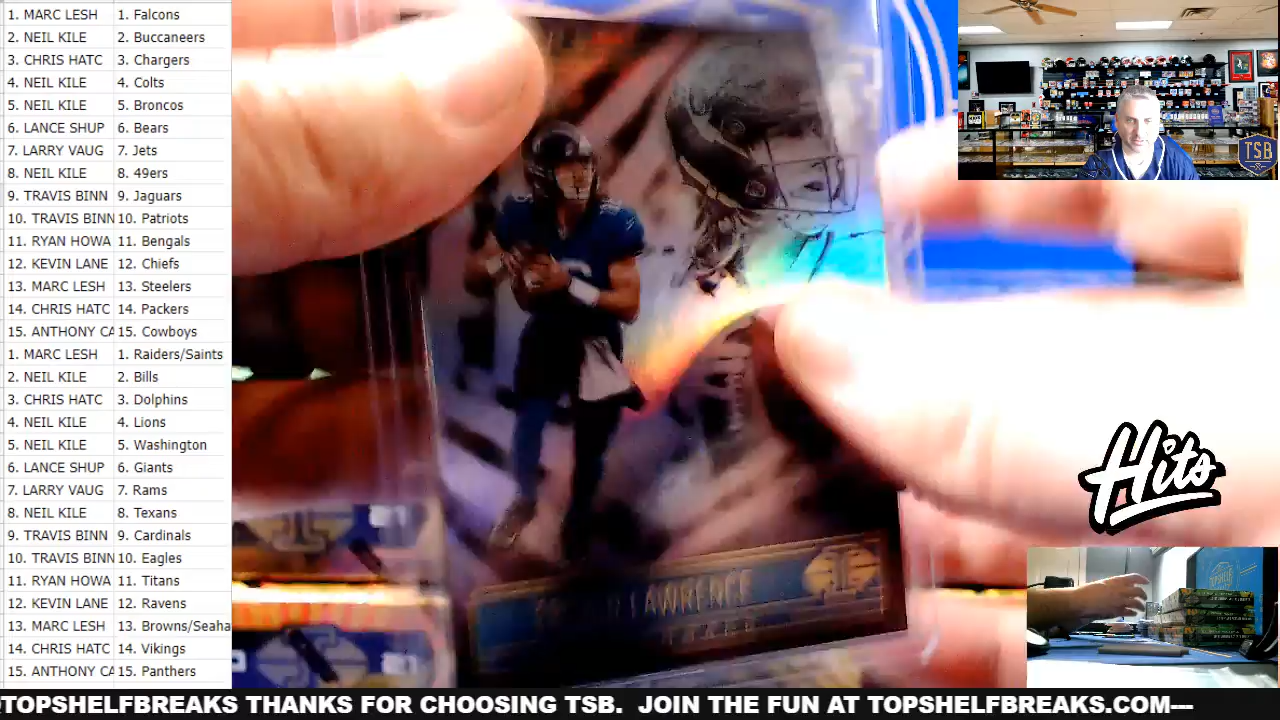 1. MARC LESH 1. Falcons
2. NEIL KILE 2. Buccaneers
3. CHRIS HATC 3. Chargers
4. NEIL KILE 4. Colts
5. NEIL KILE 5. Broncos
6. LANCE SHUP 6. Bears
7. LARRY VAUG 7. Jets
8. NEIL KILE 8. 49ers
9. TRAVIS BINN 9. Jaguars
10. TRAVIS BINN 10. Patriots
11. RYAN HOWA 11. Bengals
12. KEVIN LANE 12. Chiefs
13. MARC LESH 13. Steelers
14. CHRIS HATC 14. Packers
15. ANTHONY CA 15. Cowboys
1. MARC LESH 1. Raiders/Saints
2. NEIL KILE 2. Bills
3. CHRIS HATC 3. Dolphins
4. NEIL KILE 4. Lions
5. NEIL KILE 5. Washington
6. LANCE SHUP 6. Giants
7. LARRY VAUG 7. Rams
8. NEIL KILE 8. Texans
9. TRAVIS BINN 9. Cardinals
10. TRAVIS BINN 10. Eagles
11. RYAN HOWA 11. Titans
12. KEVIN LANE 12. Ravens
13. MARC LESH 13. Browns/Seaha
14. CHRIS HATC 14. Vikings
15. ANTHONY CA 15. Panthers
LAWRENCE
TSB
Hits
TOPSHELFBREAKS THANKS FOR CHOOSING TSB. JOIN THE FUN AT TOPSHELFBREAKS.COM---